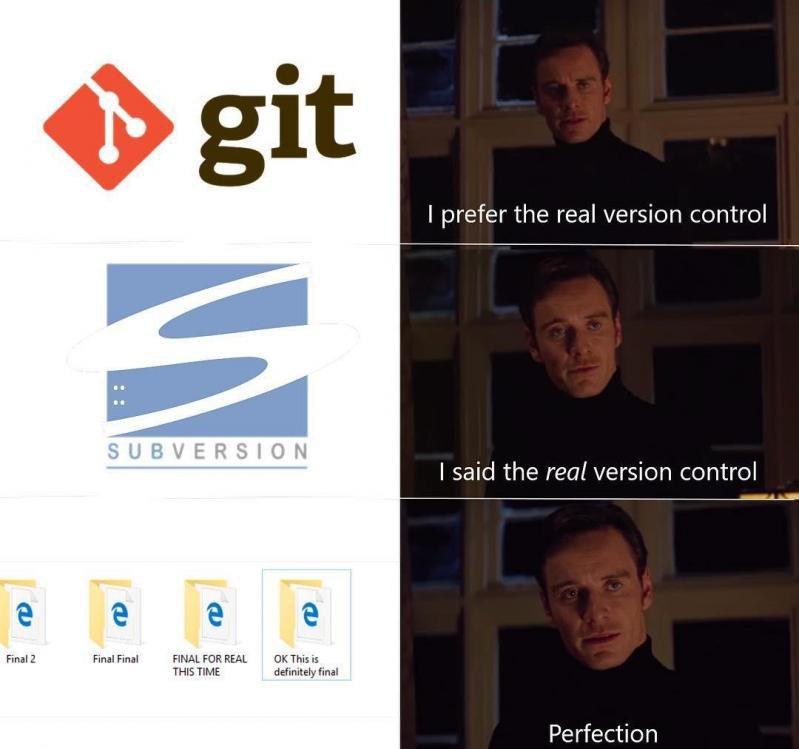 git
I prefer the real version control
SUBVERSION
I said the real version control
Final 2
Final Final
FINAL FOR REAL
THIS TIME
OK This is
definitely final
Perfection